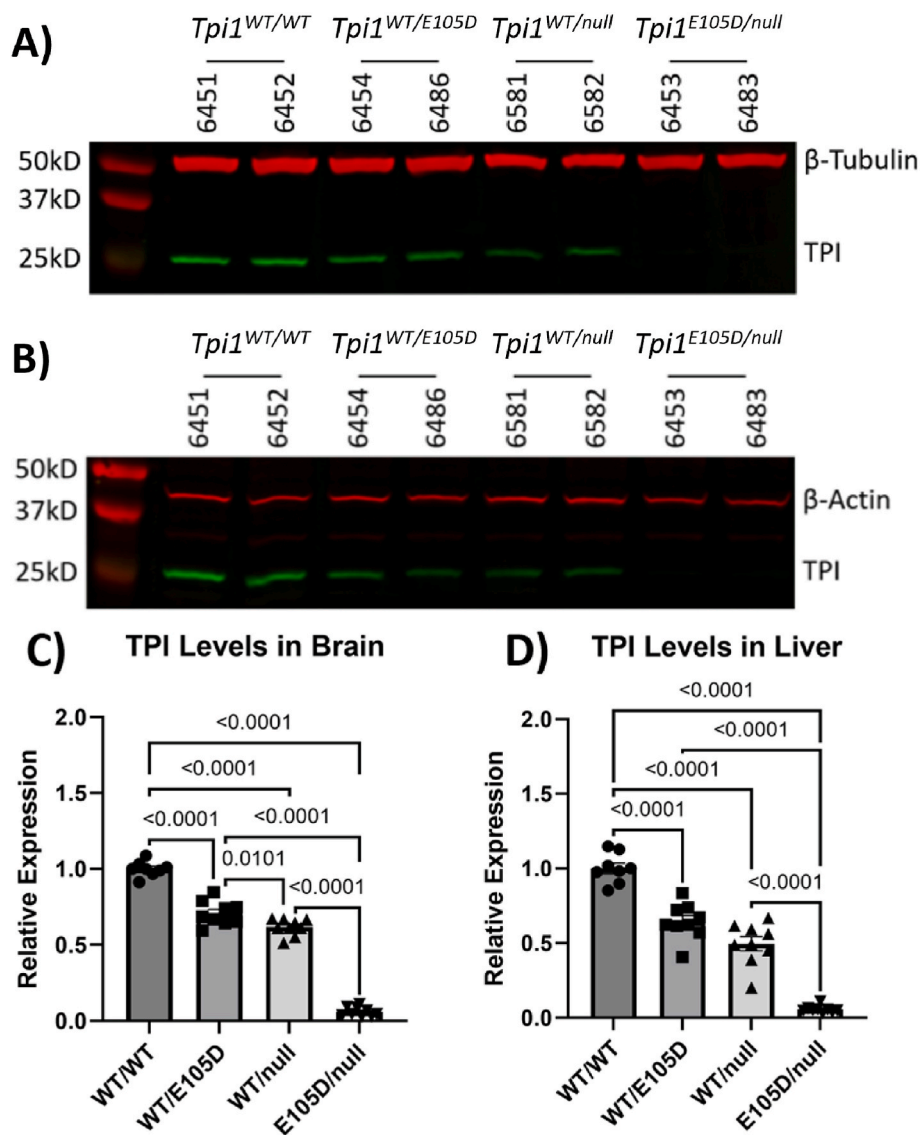 A)
Tpi1WT/WT Tpi1WT/E105D Tpi1WT/null Tpi1E105D/null
6451 6452 6454 6486 6581 6582 6453 6483
50kD β-Tubulin
37kD
25kD TPI
B)
Tpi1WT/WT Tpi1WT/E105D Tpi1WT/null Tpi1E105D/null
6451 6452 6454 6486 6581 6582 6453 6483
50kD
37kD β-Actin
25kD TPI
C) TPI Levels in Brain
Relative Expression
2.0
1.5
1.0
0.5
0.0
<0.0001
<0.0001
<0.0001 <0.0001
0.0101 <0.0001
WT/WT WT/E105D WT/null E105D/null
D) TPI Levels in Liver
Relative Expression
2.0
1.5
1.0
0.5
0.0
<0.0001
<0.0001
<0.0001
<0.0001
<0.0001
WT/WT WT/E105D WT/null E105D/null